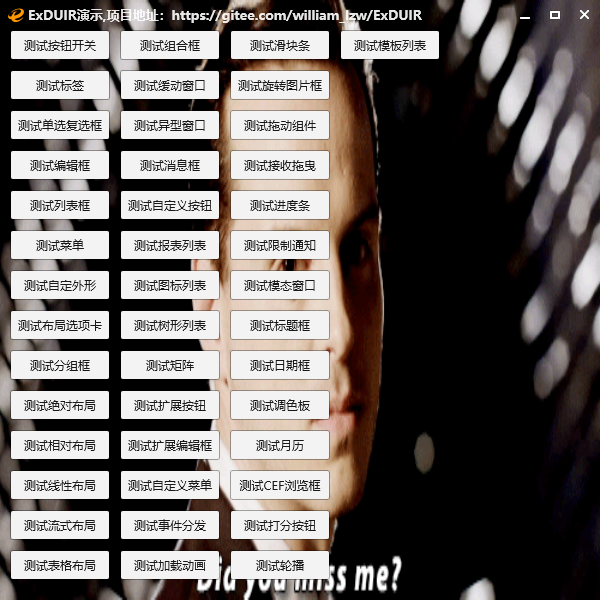 ExDUIR演示,项目地址：https://gitee.com/william_lzw/ExDUIR
测试按钮开关 测试组合框 测试滑块条 测试模板列表
测试标签 测试缓动窗口 测试旋转图片框
测试单选复选框 测试异型窗口 测试拖动组件
测试编辑框 测试消息框 测试接收拖曳
测试列表框 测试自定义按钮 测试进度条
测试菜单 测试报表列表 测试限制通知
测试自定外形 测试图标列表 测试模态窗口
测试布局选项卡 测试树形列表 测试标题框
测试分组框 测试矩阵 测试日期框
测试绝对布局 测试扩展按钮 测试调色板
测试相对布局 测试扩展编辑框 测试月历
测试线性布局 测试自定义菜单 测试CEF浏览框
测试流式布局 测试事件分发 测试打分按钮
测试表格布局 测试加载动画 测试轮播
Did you miss me?